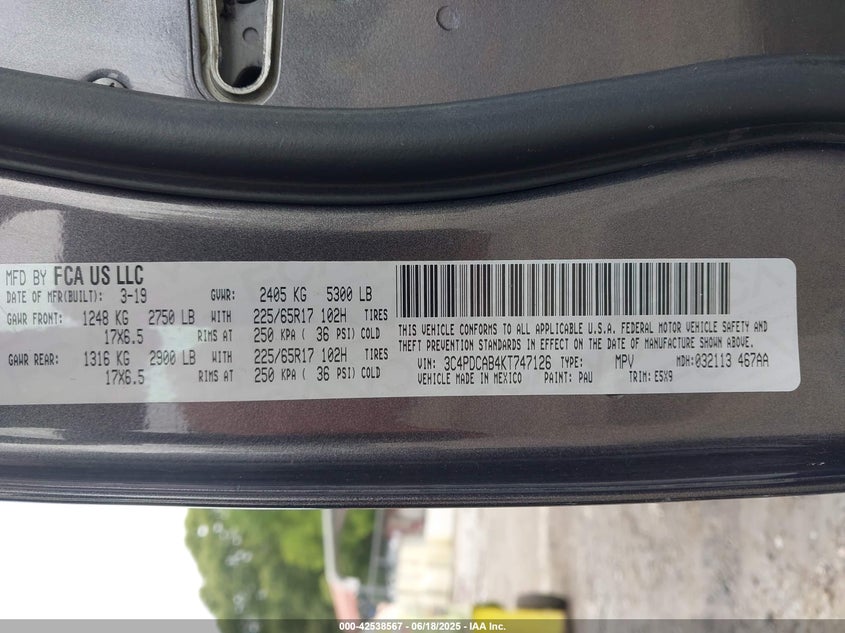 MFD BY FCA US LLC
DATE OF MFR(BUILT): 3-19 GVWR: 2405 KG 5300 LB
GAWR FRONT: 1248 KG 2750 LB WITH 225/65R17 102H TIRES
17X6.5 RIMS AT 250 KPA ( 36 PSI) COLD
GAWR REAR: 1316 KG 2900 LB WITH 225/65R17 102H TIRES
17X6.5 RIMS AT 250 KPA ( 36 PSI) COLD
THIS VEHICLE CONFORMS TO ALL APPLICABLE U.S.A. FEDERAL MOTOR VEHICLE SAFETY AND
THEFT PREVENTION STANDARDS IN EFFECT ON THE DATE OF MANUFACTURE SHOWN ABOVE.
VIN: 3C4PDCAB4KT747126 TYPE: MPV MDH: 032113 467AA
VEHICLE MADE IN MEXICO PAINT: PAU TRIM: E5X9
000-42538567 - 06/18/2025 - IAA Inc.